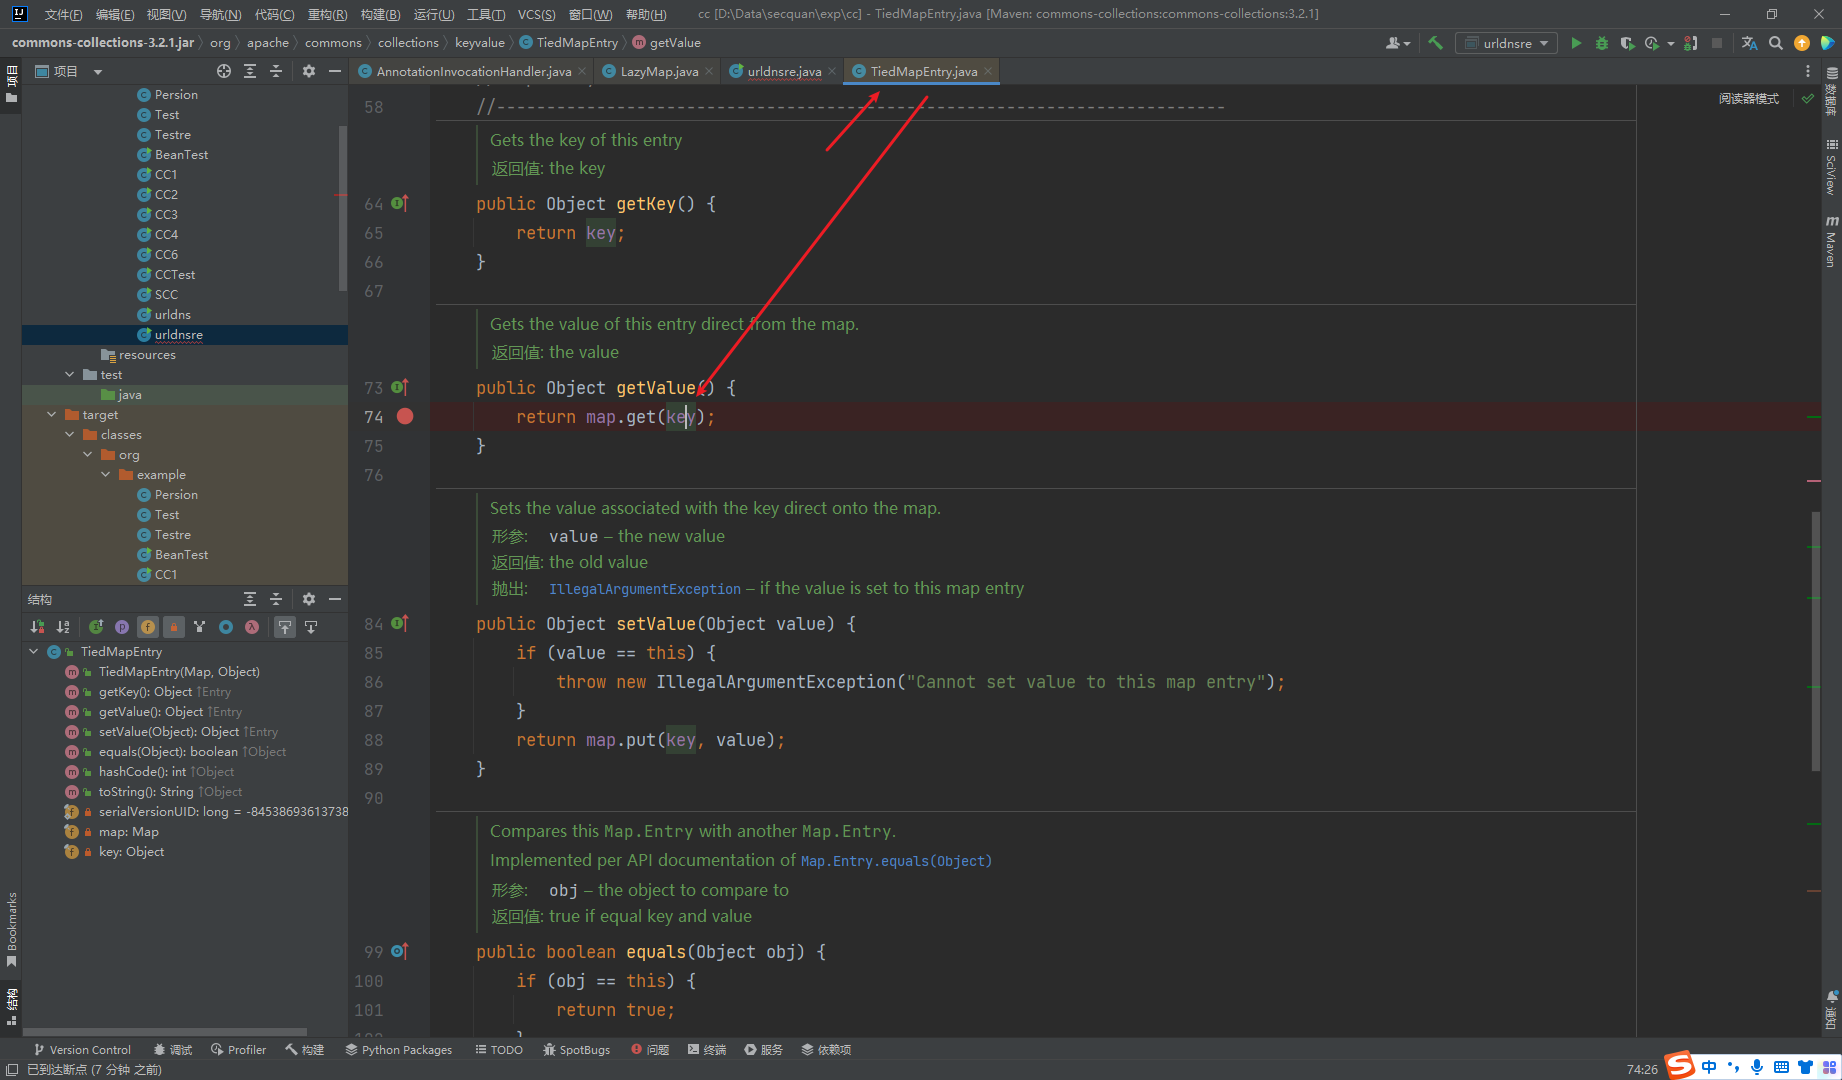 文件(F) 编辑(E) 视图(V) 导航(N) 代码(C) 重构(R) 构建(B) 运行(U) 工具(T) VCS(S) 窗口(W) 帮助(H) cc [D:\Data\secquan\exp\cc] - TiedMapEntry.java [Maven: commons-collections:commons-collections:3.2.1]
commons-collections-3.2.1.jar org apache commons collections keyvalue TiedMapEntry getValue urldnsre
项目
项目
AnnotationInvocationHandler.java LazyMap.java urldnsre.java TiedMapEntry.java
Persion
Test
Testre
BeanTest
CC1
CC2
CC3
CC4
CC6
CCTest
SCC
urldns
urldnsre
resources
test
java
target
classes
org
example
Persion
Test
Testre
BeanTest
CC1
结构
TiedMapEntry
TiedMapEntry(Map, Object)
getKey(): Object ↑Entry
getValue(): Object ↑Entry
setValue(Object): Object ↑Entry
equals(Object): boolean ↑Object
hashCode(): int ↑Object
toString(): String ↑Object
serialVersionUID: long = -84538693613738
map: Map
key: Object
Bookmarks
结构
阅读器模式
58 //-------------------------------------------------------------------------
Gets the key of this entry
返回值: the key
64 public Object getKey() {
65 return key;
66 }
67
Gets the value of this entry direct from the map.
返回值: the value
73 public Object getValue() {
74 return map.get(key);
75 }
76
Sets the value associated with the key direct onto the map.
形参: value – the new value
返回值: the old value
抛出: IllegalArgumentException – if the value is set to this map entry
84 public Object setValue(Object value) {
85 if (value == this) {
86 throw new IllegalArgumentException("Cannot set value to this map entry");
87 }
88 return map.put(key, value);
89 }
90
Compares this Map.Entry with another Map.Entry.
Implemented per API documentation of Map.Entry.equals(Object)
形参: obj – the object to compare to
返回值: true if equal key and value
99 public boolean equals(Object obj) {
100 if (obj == this) {
101 return true;
数据库
SciView
Maven
通知
Version Control 调试 Profiler 构建 Python Packages TODO SpotBugs 问题 终端 服务 依赖项
已到达断点 (7 分钟 之前) 74:26 中